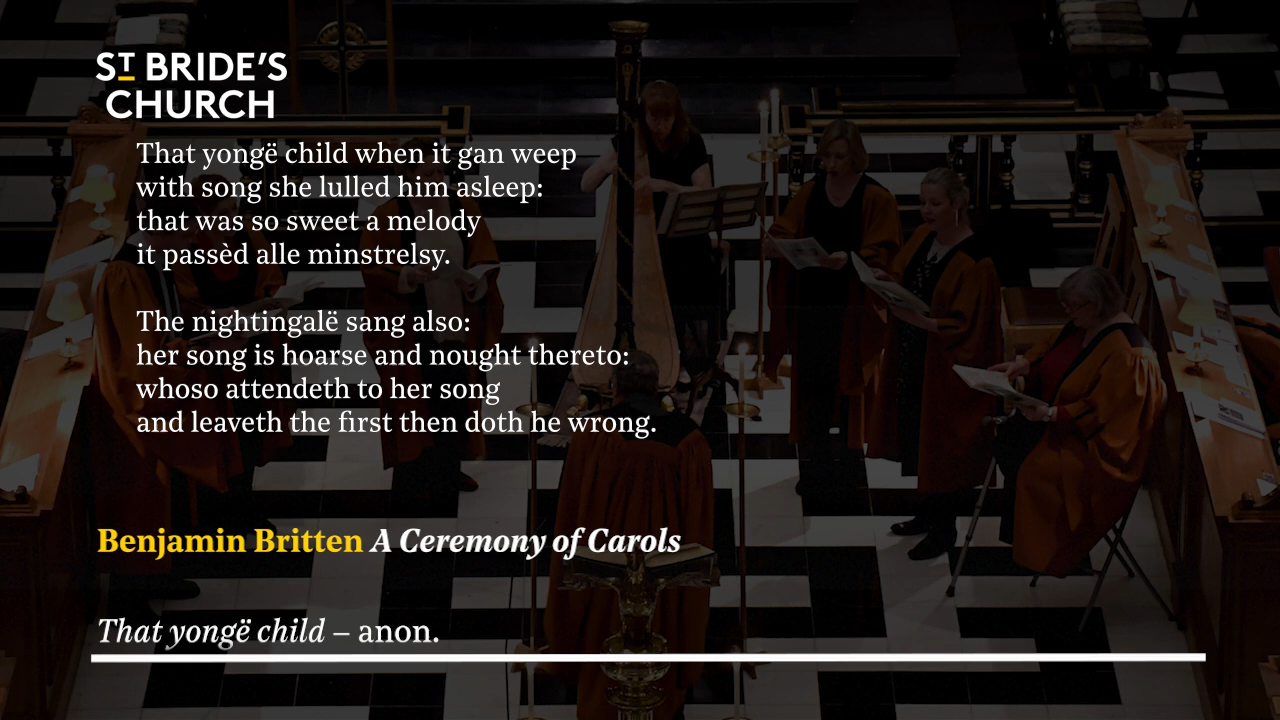 ST BRIDE'S
CHURCH
That yongë child when it gan weep
with song she lulled him asleep:
that was so sweet a melody
it passèd alle minstrelsy.
The nightingalë sang also:
her song is hoarse and nought thereto:
whoso attendeth to her song
and leaveth the first then doth he wrong.
Benjamin Britten A Ceremony of Carols
That yongë child – anon.